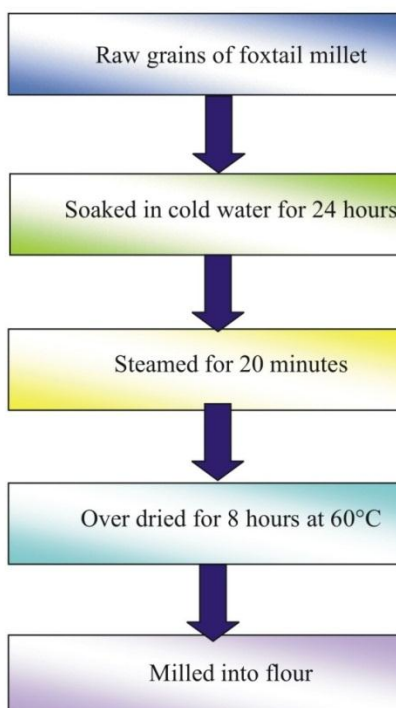 Raw grains of foxtail millet
Soaked in cold water for 24 hours
Steamed for 20 minutes
Over dried for 8 hours at 60°C
Milled into flour